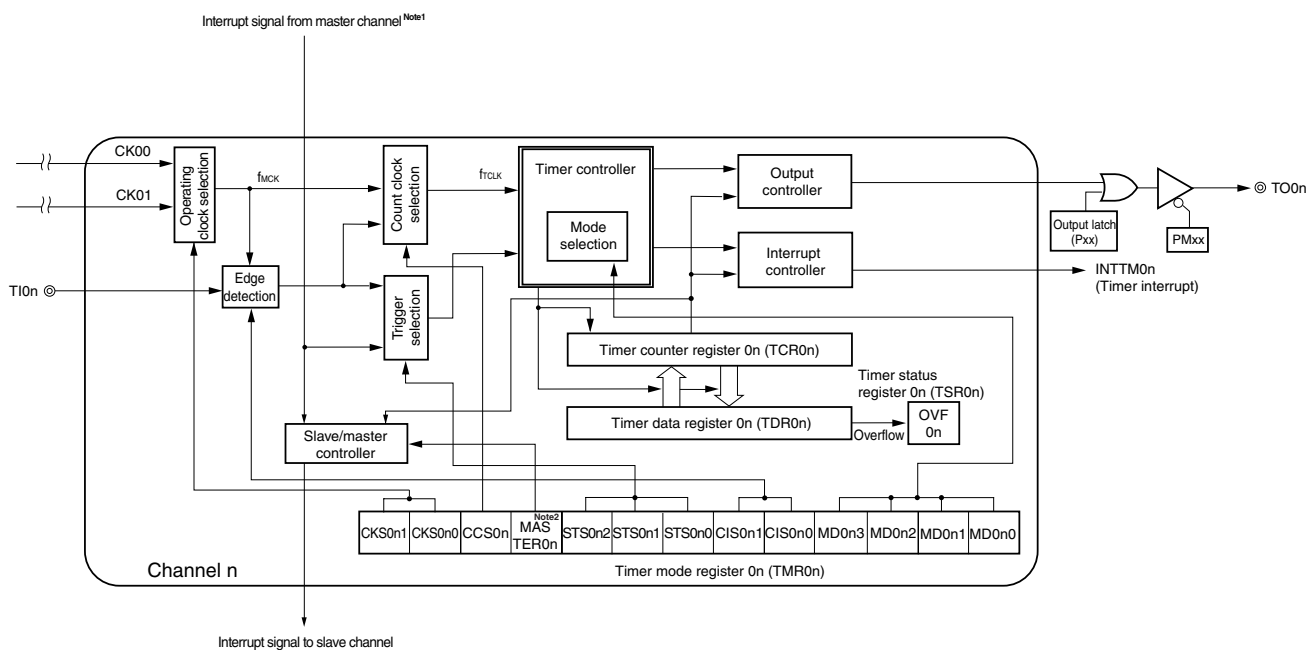 Interrupt signal from master channel Note1
CK00
CK01
Operating
clock selection
fMCK
Count clock
selection
fTCLK
Timer controller
Mode
selection
Output
controller
TO0n
Output latch
(Pxx)
PMxx
Interrupt
controller
INTTM0n
(Timer interrupt)
TI0n
Edge
detection
Trigger
selection
Timer counter register 0n (TCR0n)
Timer status
register 0n (TSR0n)
Slave/master
controller
Timer data register 0n (TDR0n)
Overflow
OVF
0n
CKS0n1
CKS0n0
CCS0n
Note2
MAS
TER0n
STS0n2
STS0n1
STS0n0
CIS0n1
CIS0n0
MD0n3
MD0n2
MD0n1
MD0n0
Channel n
Timer mode register 0n (TMR0n)
Interrupt signal to slave channel